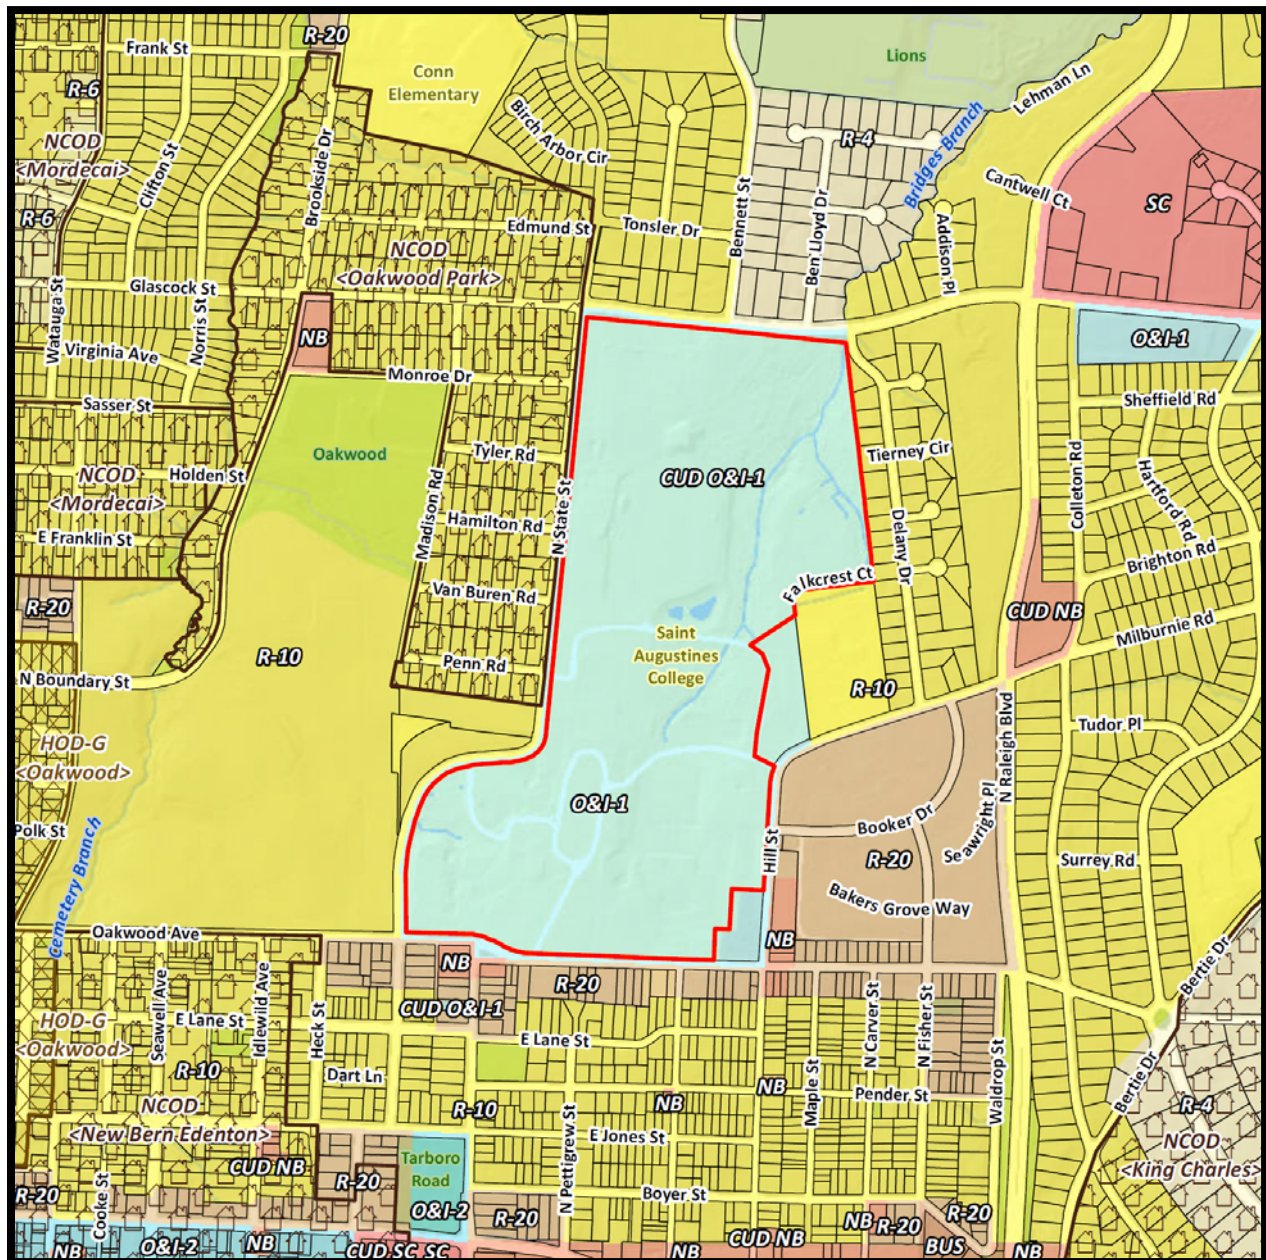 R-20
Frank St
Conn
Elementary
Lions
R-6
Lehman Ln
Birch Arbor Cir
R-4
Bridges Branch
NCOD
<Mordecai>
Brookside Dr
Clifton St
Cantwell Ct
SC
R-6
Edmund St
Tonsler Dr
Bennett St
Ben Lloyd Dr
Addison Pl
NCOD
<Oakwood Park>
Glascock St
Watauga St
Norris St
NB
O&I-1
Virginia Ave
Monroe Dr
Sasser St
Sheffield Rd
Oakwood
Tyler Rd
Tierney Cir
NCOD
<Mordecai>
Holden St
CUD O&I-1
Colleton Rd
Hartford Rd
Madison Rd
Hamilton Rd
N State St
Delany Dr
E Franklin St
Brighton Rd
Falkcrest Ct
Van Buren Rd
R-20
CUD NB
Milburnie Rd
Saint
Augustines
College
R-10
Penn Rd
N Boundary St
R-10
Tudor Pl
N Raleigh Blvd
HOD-G
<Oakwood>
O&I-1
Seawright Pl
Booker Dr
Polk St
Hill St
R-20
Surrey Rd
Cemetery Branch
Bakers Grove Way
Oakwood Ave
NB
NB
Bertie Dr
R-20
CUD O&I-1
HOD-G
<Oakwood>
Seawell Ave
E Lane St
Idlewild Ave
Heck St
E Lane St
N Carver St
N Fisher St
Waldrop St
R-10
Dart Ln
Maple St
NB
Pender St
Bertie Dr
NCOD
<New Bern Edenton>
R-10
NB
R-4
E Jones St
N Pettigrew St
NCOD
<King Charles>
CUD NB
Tarboro
Road
R-20
R-20
Cooke St
Boyer St
O&I-2
R-20
NB
R-20
R-20
NB
O&I-2
NB
CUD SC
SC
NB
CUD NB
BUS
NB